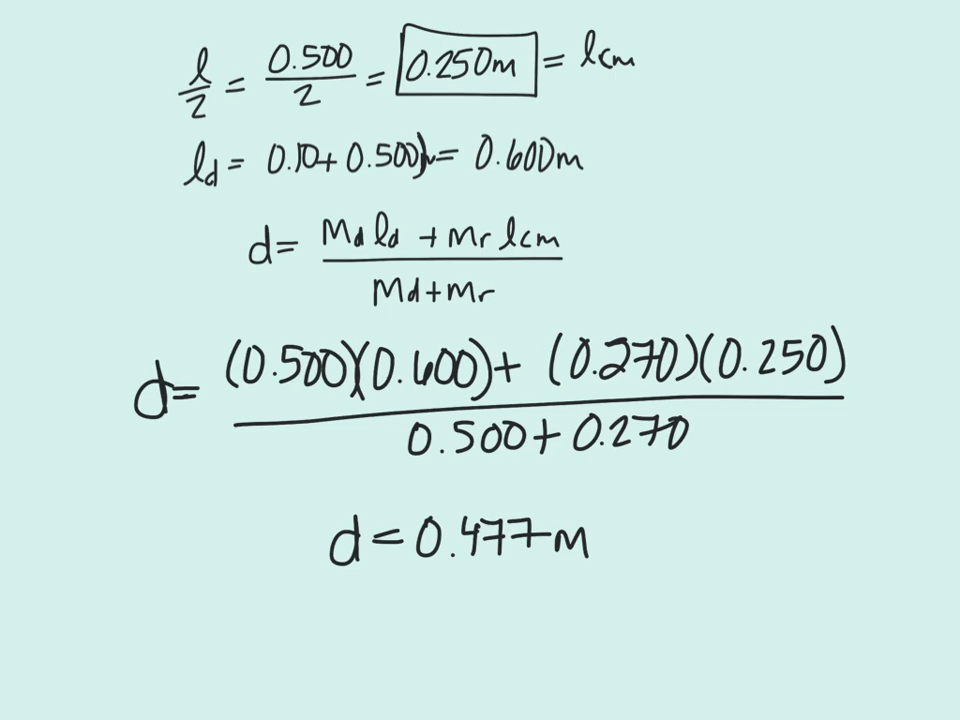 l/2 = 0.500/2 = 0.250m = lcm
ld = 0.10 + 0.500 = 0.600m
d = (Md ld + Mr lcm)/(Md + Mr)
d = ((0.500)(0.600) + (0.270)(0.250))/(0.500 + 0.270)
d = 0.477m